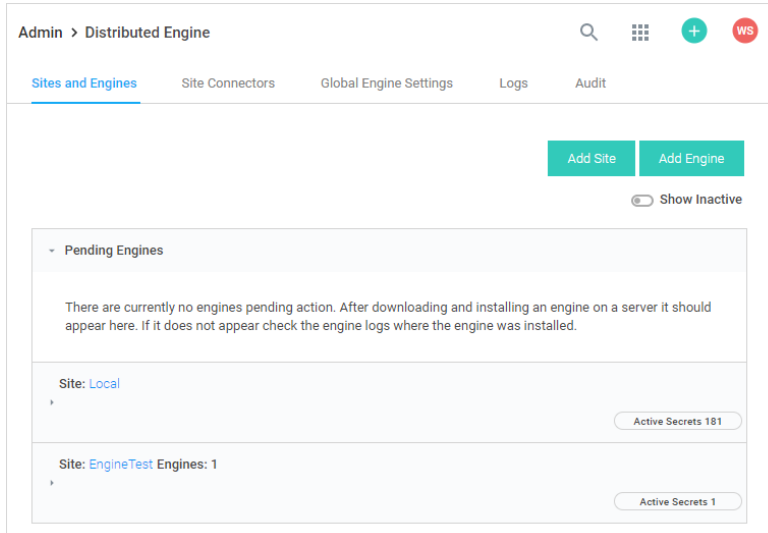 Admin > Distributed Engine
WS
Sites and Engines
Site Connectors
Global Engine Settings
Logs
Audit
Add Site
Add Engine
Show Inactive
Pending Engines
There are currently no engines pending action. After downloading and installing an engine on a server it should
appear here. If it does not appear check the engine logs where the engine was installed.
Site: Local
Active Secrets 181
Site: EngineTest Engines: 1
Active Secrets 1